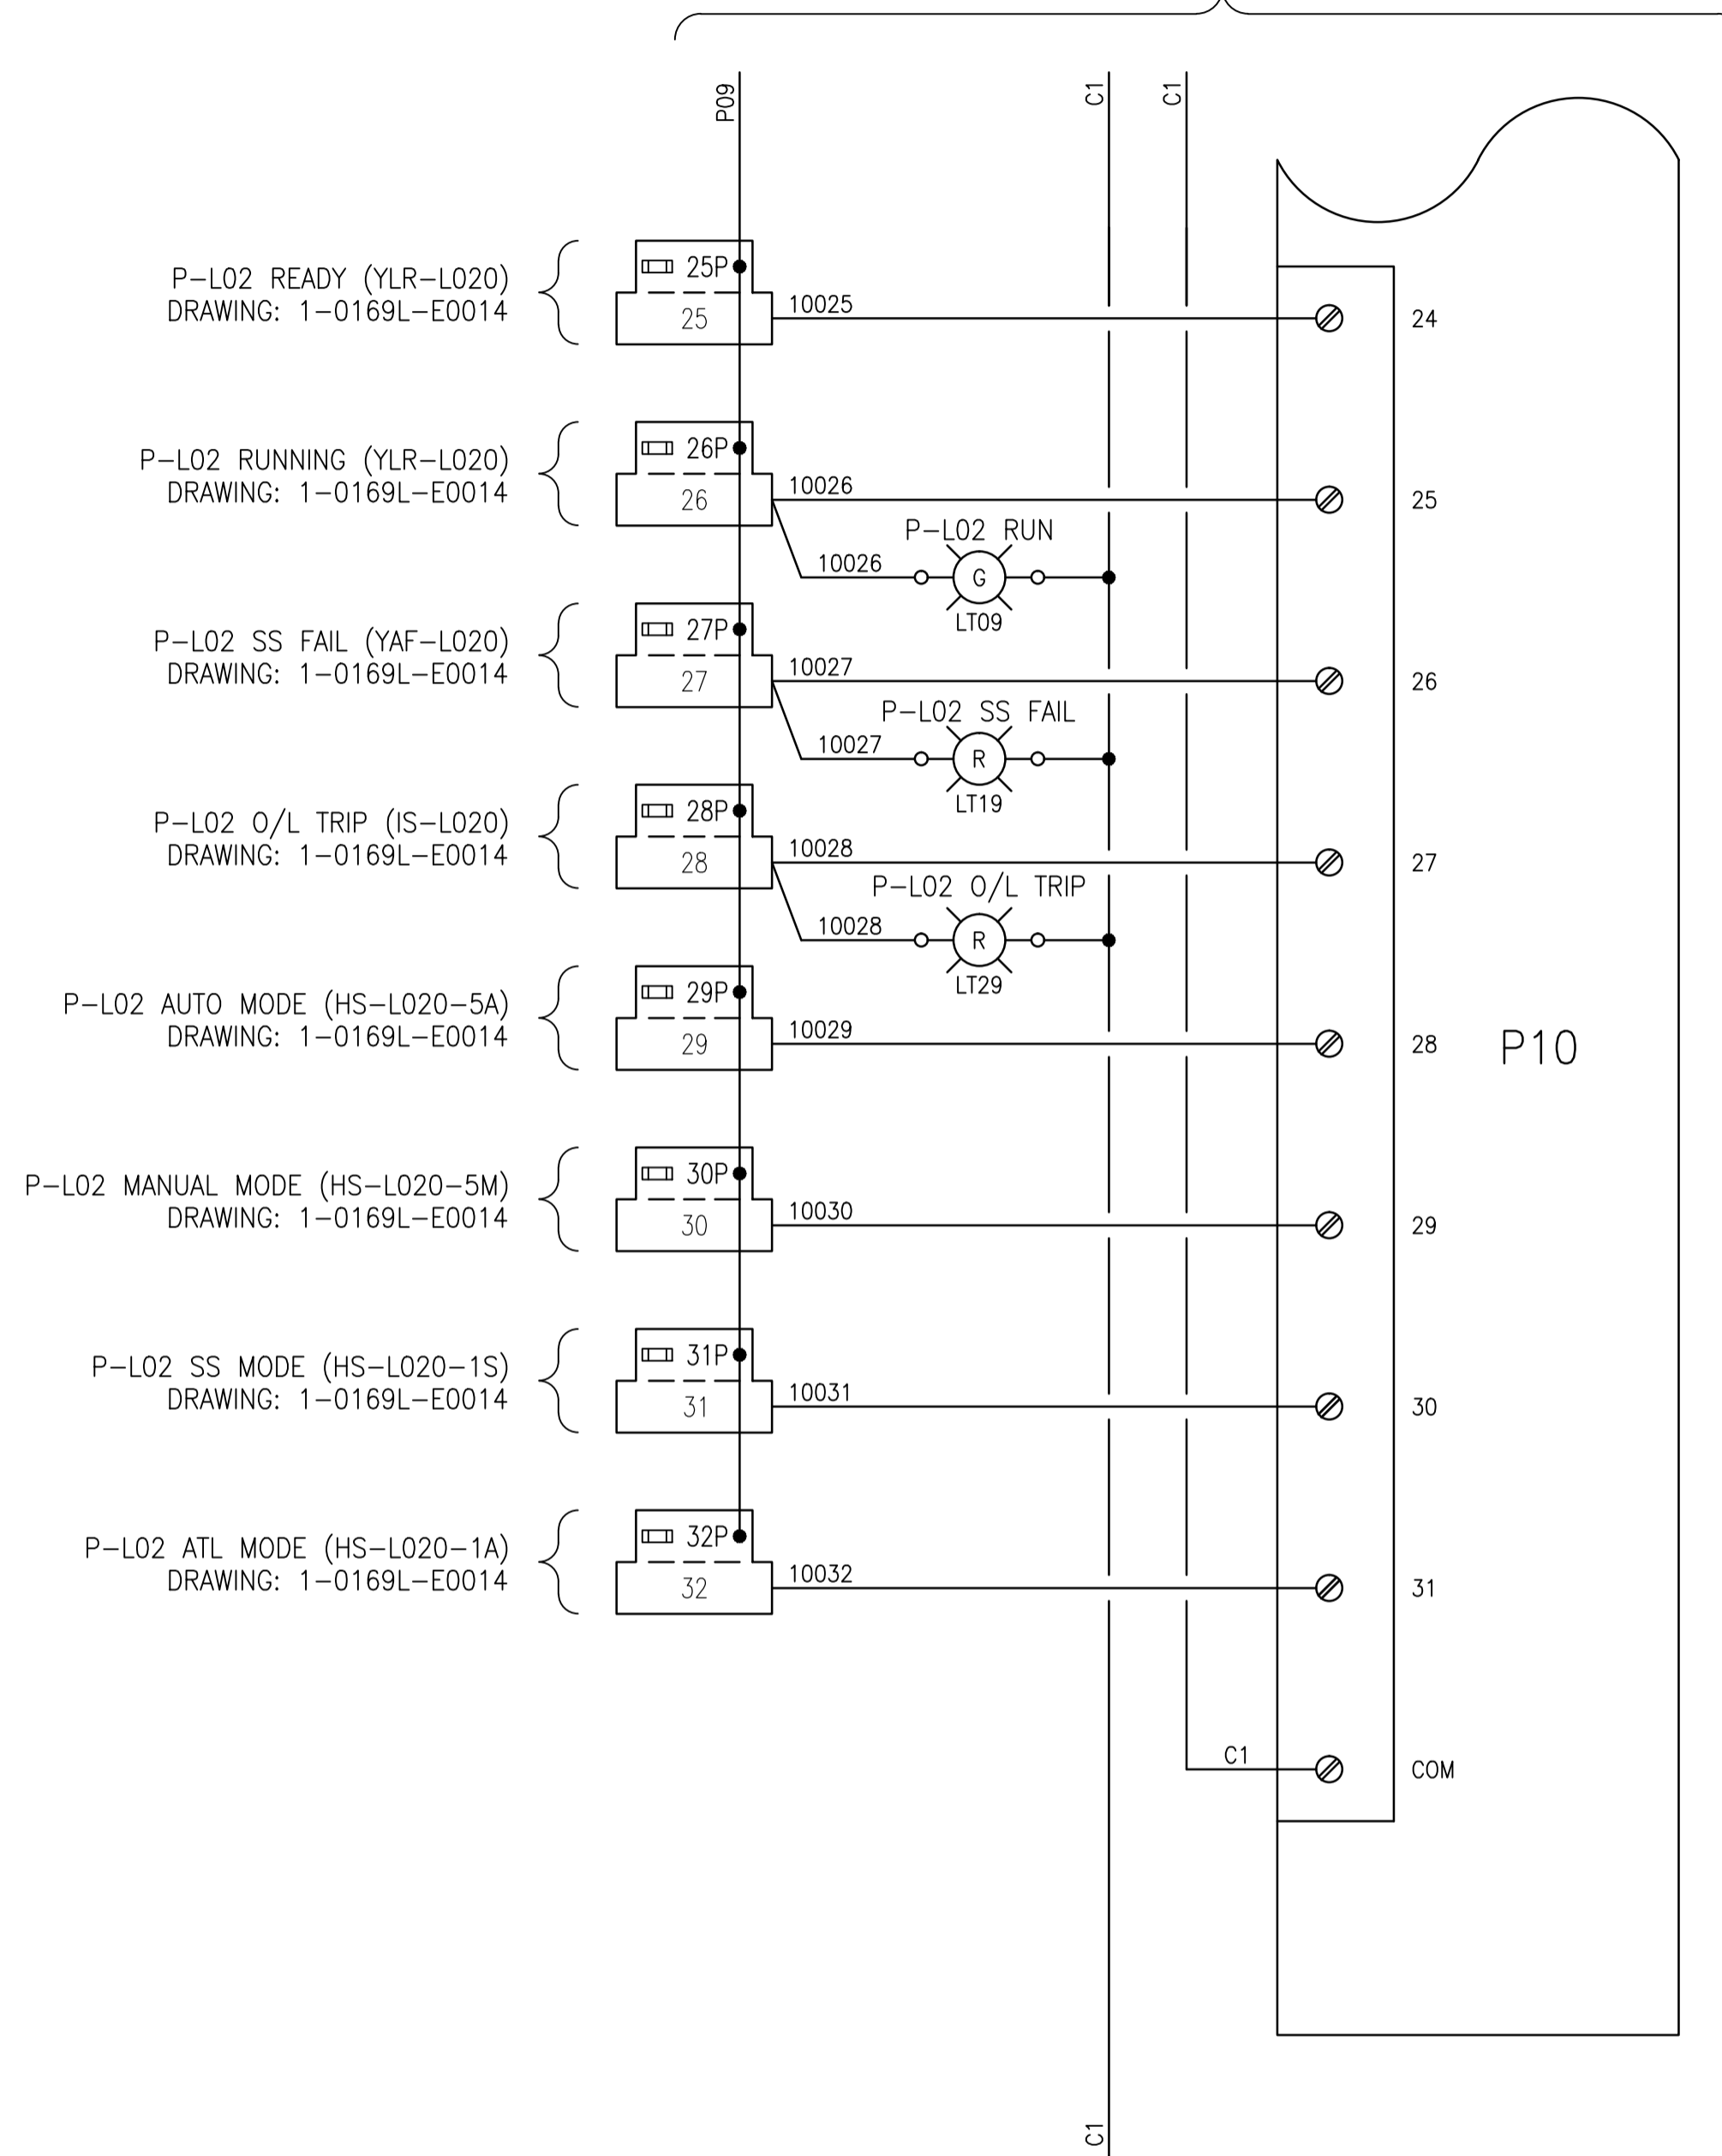 P09
C1
C1
P-L02 READY (YLR-L020)
DRAWING: 1-0169L-E0014
25P
25
10025
24
P-L02 RUNNING (YLR-L020)
DRAWING: 1-0169L-E0014
26P
26
10026
25
P-L02 RUN
10026
G
LT09
P-L02 SS FAIL (YAF-L020)
DRAWING: 1-0169L-E0014
27P
27
10027
26
P-L02 SS FAIL
10027
R
LT19
P-L02 O/L TRIP (IS-L020)
DRAWING: 1-0169L-E0014
28P
28
10028
27
P-L02 O/L TRIP
10028
R
LT29
P-L02 AUTO MODE (HS-L020-5A)
DRAWING: 1-0169L-E0014
29P
29
10029
28
P10
P-L02 MANUAL MODE (HS-L020-5M)
DRAWING: 1-0169L-E0014
30P
30
10030
29
P-L02 SS MODE (HS-L020-1S)
DRAWING: 1-0169L-E0014
31P
31
10031
30
P-L02 ATL MODE (HS-L020-1A)
DRAWING: 1-0169L-E0014
32P
32
10032
31
C1
COM
C1